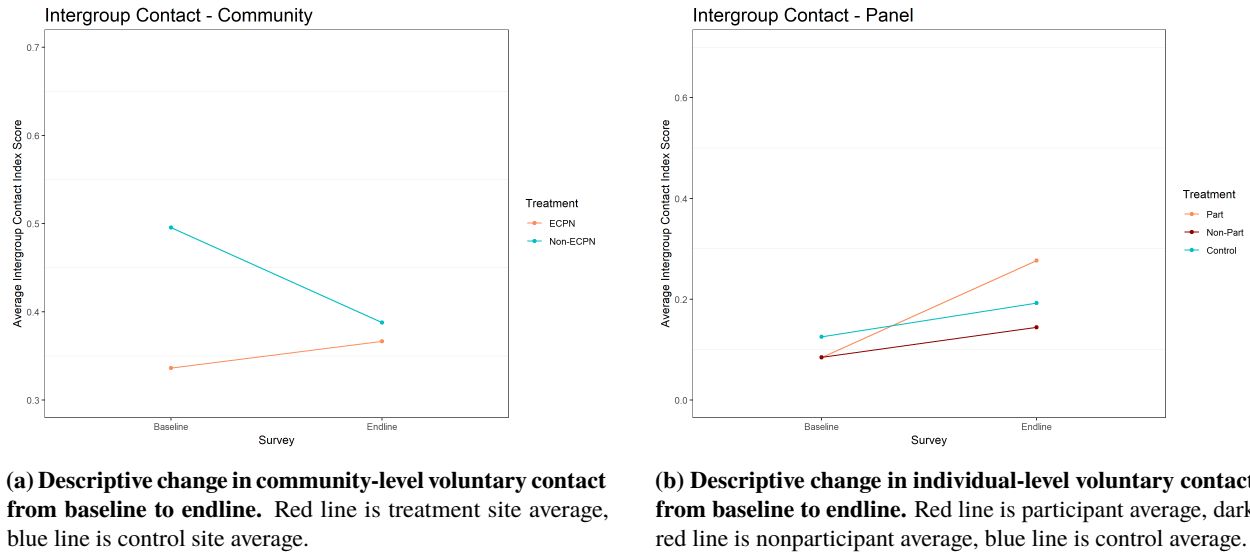 Intergroup Contact - Community
Average Intergroup Contact Index Score
0.7
0.6
0.5
0.4
0.3
Baseline
Endline
Survey
Treatment
ECPN
Non-ECPN
(a) Descriptive change in community-level voluntary contact
from baseline to endline. Red line is treatment site average,
blue line is control site average.
Intergroup Contact - Panel
Average Intergroup Contact Index Score
0.6
0.4
0.2
0.0
Baseline
Endline
Survey
Treatment
Part
Non-Part
Control
(b) Descriptive change in individual-level voluntary contact
from baseline to endline. Red line is participant average, dark
red line is nonparticipant average, blue line is control average.